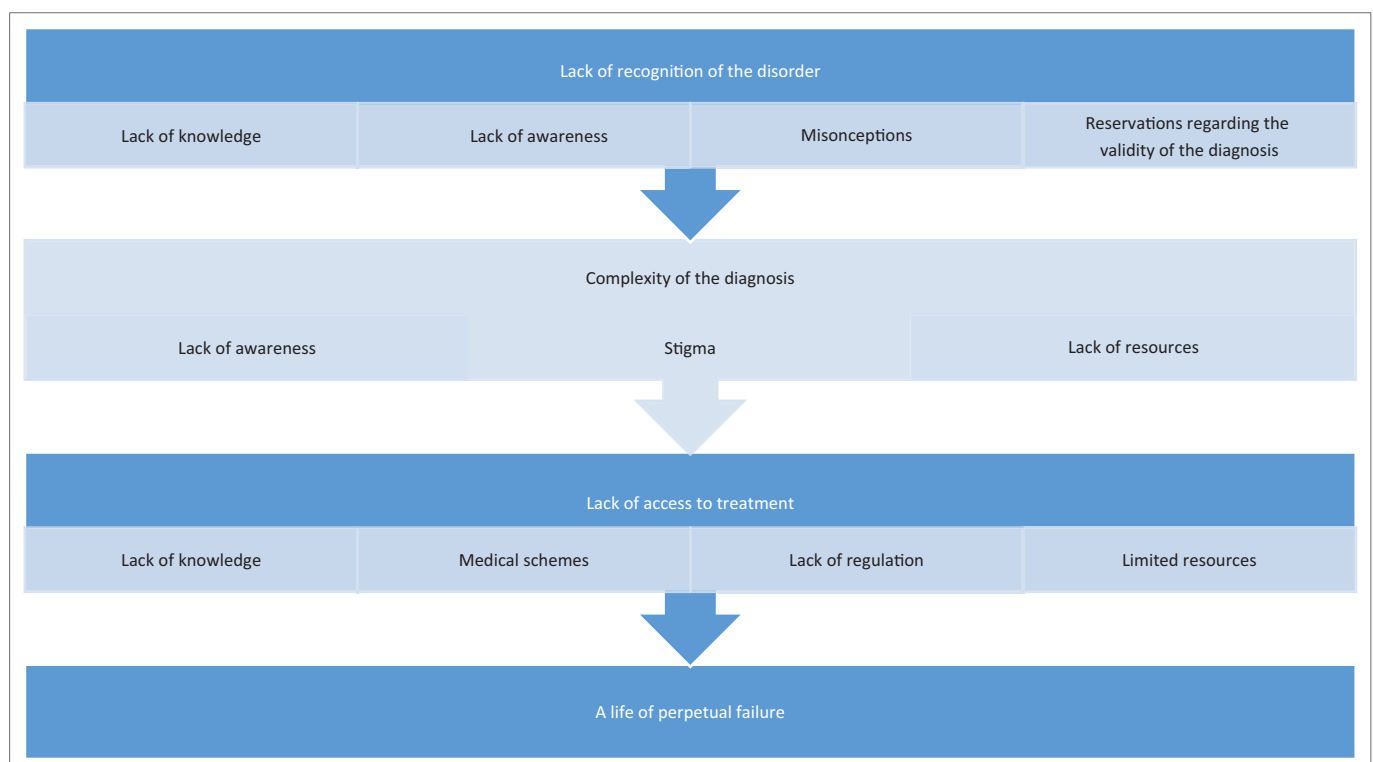 Lack of recognition of the disorder
Lack of knowledge
Lack of awareness
Misonceptions
Reservations regarding the
validity of the diagnosis
Complexity of the diagnosis
Lack of awareness
Stigma
Lack of resources
Lack of access to treatment
Lack of knowledge
Medical schemes
Lack of regulation
Limited resources
A life of perpetual failure